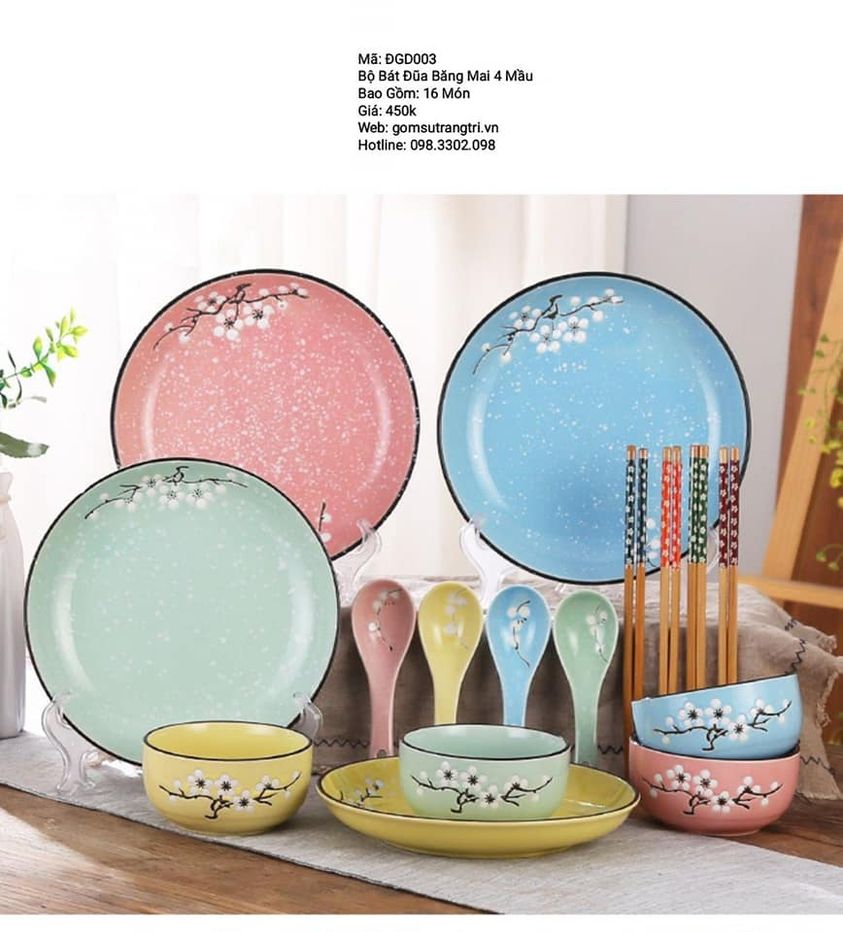 Mã: ĐGD003
Bộ Bát Đũa Băng Mai 4 Mầu
Bao Gồm: 16 Món
Giá: 450k
Web: gomsutrangtri.vn
Hotline: 098.3302.098